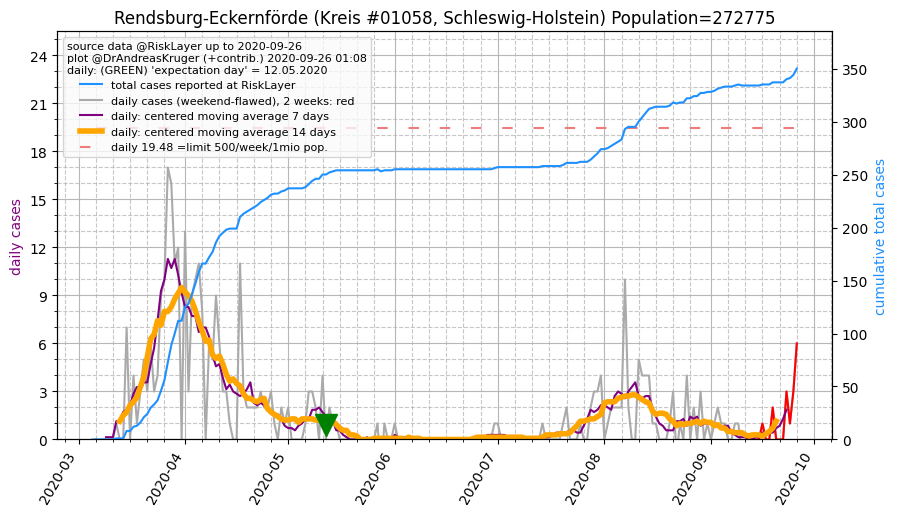 Rendsburg-Eckernförde (Kreis #01058, Schleswig-Holstein) Population=272775
source data @RiskLayer up to 2020-09-26
plot @DrAndreasKruger (+contrib.) 2020-09-26 01:08
daily: (GREEN) 'expectation day' = 12.05.2020
total cases reported at RiskLayer
daily cases (weekend-flawed), 2 weeks: red
daily: centered moving average 7 days
daily: centered moving average 14 days
daily 19.48 =limit 500/week/1mio pop.
daily cases
24
21
18
15
12
9
6
3
0
cumulative total cases
350
300
250
200
150
100
50
0
2020-03
2020-04
2020-05
2020-06
2020-07
2020-08
2020-09
2020-10